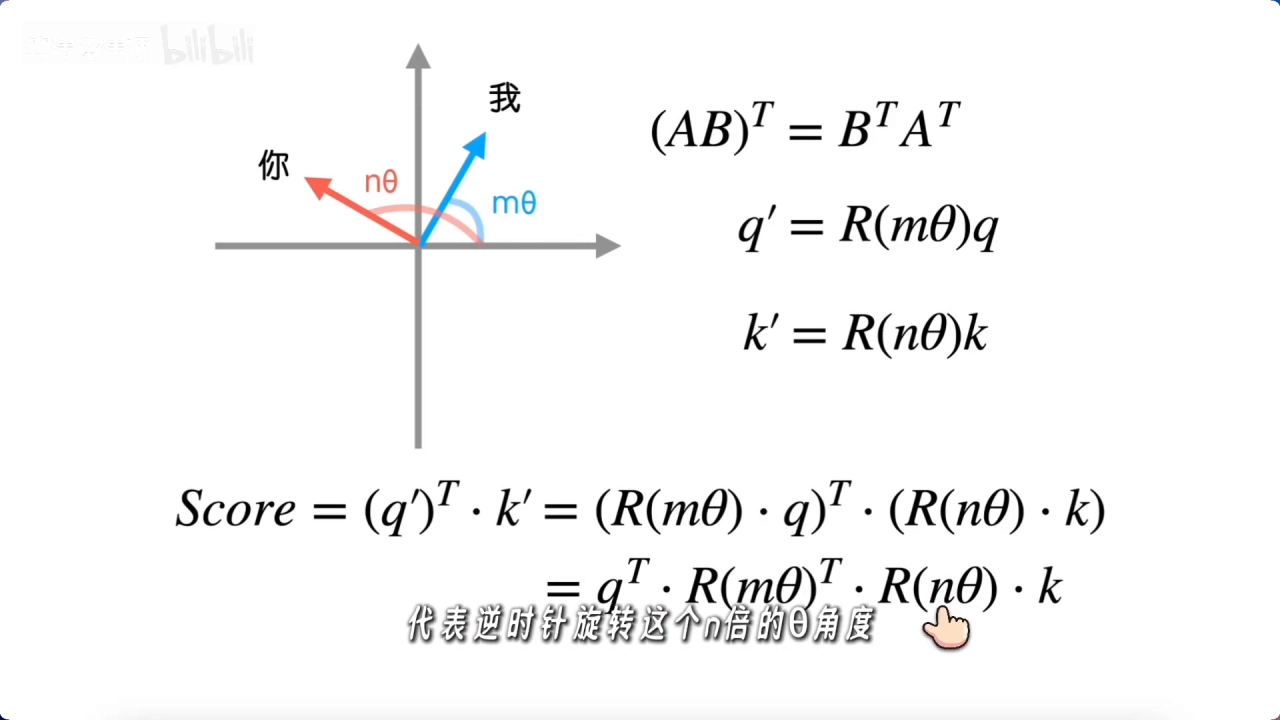 bilibili
我
你
nθ
mθ
(AB)^T = B^T A^T
q′ = R(mθ)q
k′ = R(nθ)k
Score = (q′)^T · k′ = (R(mθ) · q)^T · (R(nθ) · k)
= q^T · R(mθ)^T · R(nθ) · k
代表逆时针旋转这个n倍的θ角度